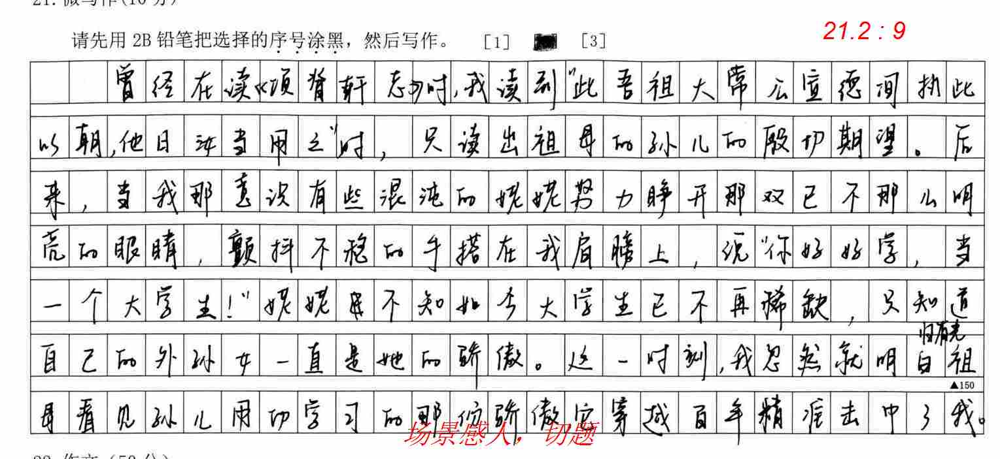 21. 微写作(10分)
请先用 2B 铅笔把选择的序号涂黑，然后写作。 [1] [3]
21.2 : 9
曾经在读《项脊轩志》时,我读到"此吾祖太常公宣德间执此
以朝,他日汝当用之"时，只读出祖母的孙儿的殷切期望。后
来，当我那意识有些混沌的姥姥努力睁开那双已不那么明
亮的眼睛，颤抖不稳的手搭在我肩膀上，说"你好好学，当
一个大学生！"姥姥不知如今大学生已不再稀缺，只知道
自己的外孙女一直是她的骄傲。这一时刻,我忽然就明白归有光祖
▲150
母看见孙儿用功学习的那份骄傲它穿越百年精准击中了我。
场景感人，切题